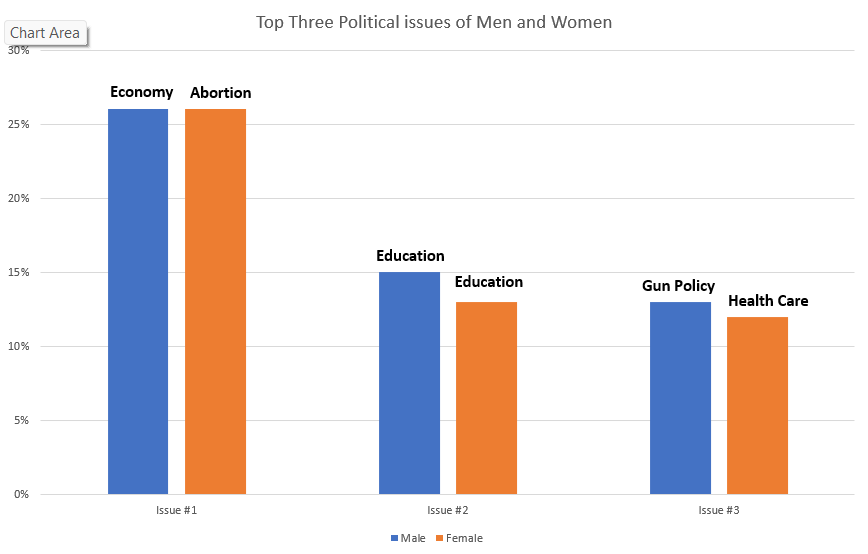 Top Three Political issues of Men and Women
Chart Area
30%
Economy Abortion
25%
20%
Education
15%
Education
Gun Policy
Health Care
10%
5%
0%
Issue #1 Issue #2 Issue #3
Male Female